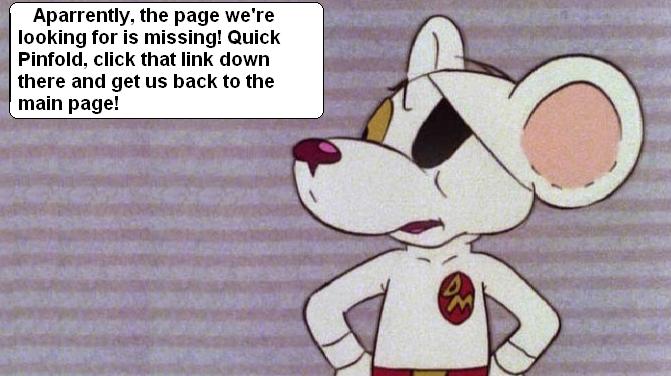 Aparrently, the page we're
looking for is missing! Quick
Pinfold, click that link down
there and get us back to the
main page!
DM